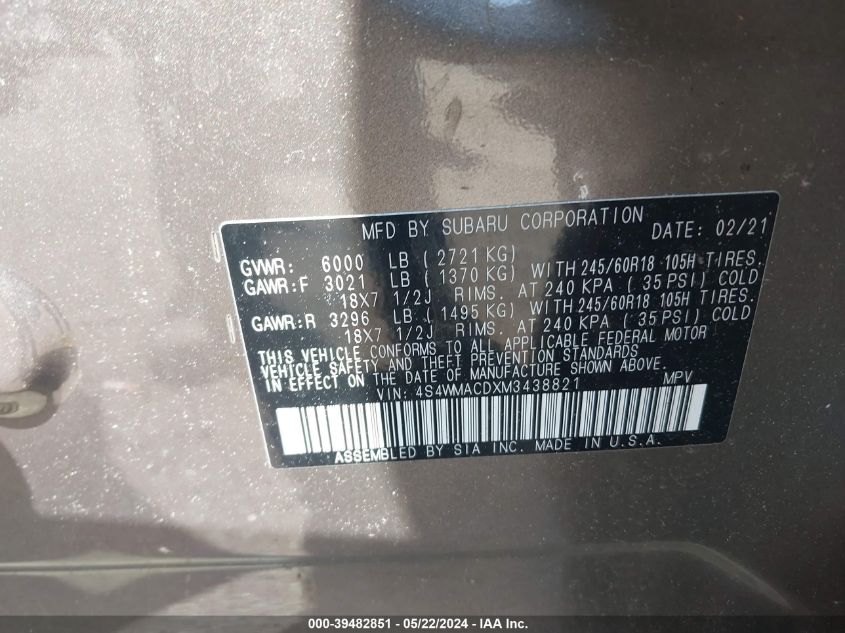 MFD BY SUBARU CORPORATION DATE: 02/21
GVWR: 6000 LB ( 2721 KG)
GAWR:F 3021 LB ( 1370 KG) WITH 245/60R18 105H TIRES.
18X7 1/2J RIMS. AT 240 KPA ( 35 PSI) COLD
GAWR:R 3296 LB ( 1495 KG) WITH 245/60R18 105H TIRES.
18X7 1/2J RIMS. AT 240 KPA ( 35 PSI) COLD
THIS VEHICLE CONFORMS TO ALL APPLICABLE FEDERAL MOTOR
VEHICLE SAFETY AND THEFT PREVENTION STANDARDS
IN EFFECT ON THE DATE OF MANUFACTURE SHOWN ABOVE.
VIN: 4S4WMACDXM3438821 MPV
ASSEMBLED BY SIA INC. MADE IN U.S.A.
000-39482851 - 05/22/2024 - IAA Inc.